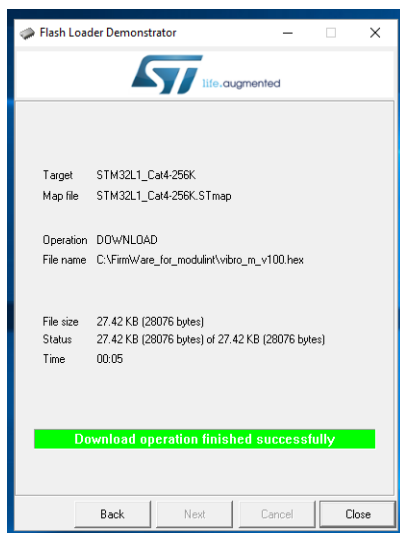 Flash Loader Demonstrator
life.augmented
Target STM32L1_Cat4-256K
Map file STM32L1_Cat4-256K.STmap
Operation DOWNLOAD
File name C:\FirmWare_for_modulint\vibro_m_v100.hex
File size 27.42 KB (28076 bytes)
Status 27.42 KB (28076 bytes) of 27.42 KB (28076 bytes)
Time 00:05
Download operation finished successfully
Back Next Cancel Close